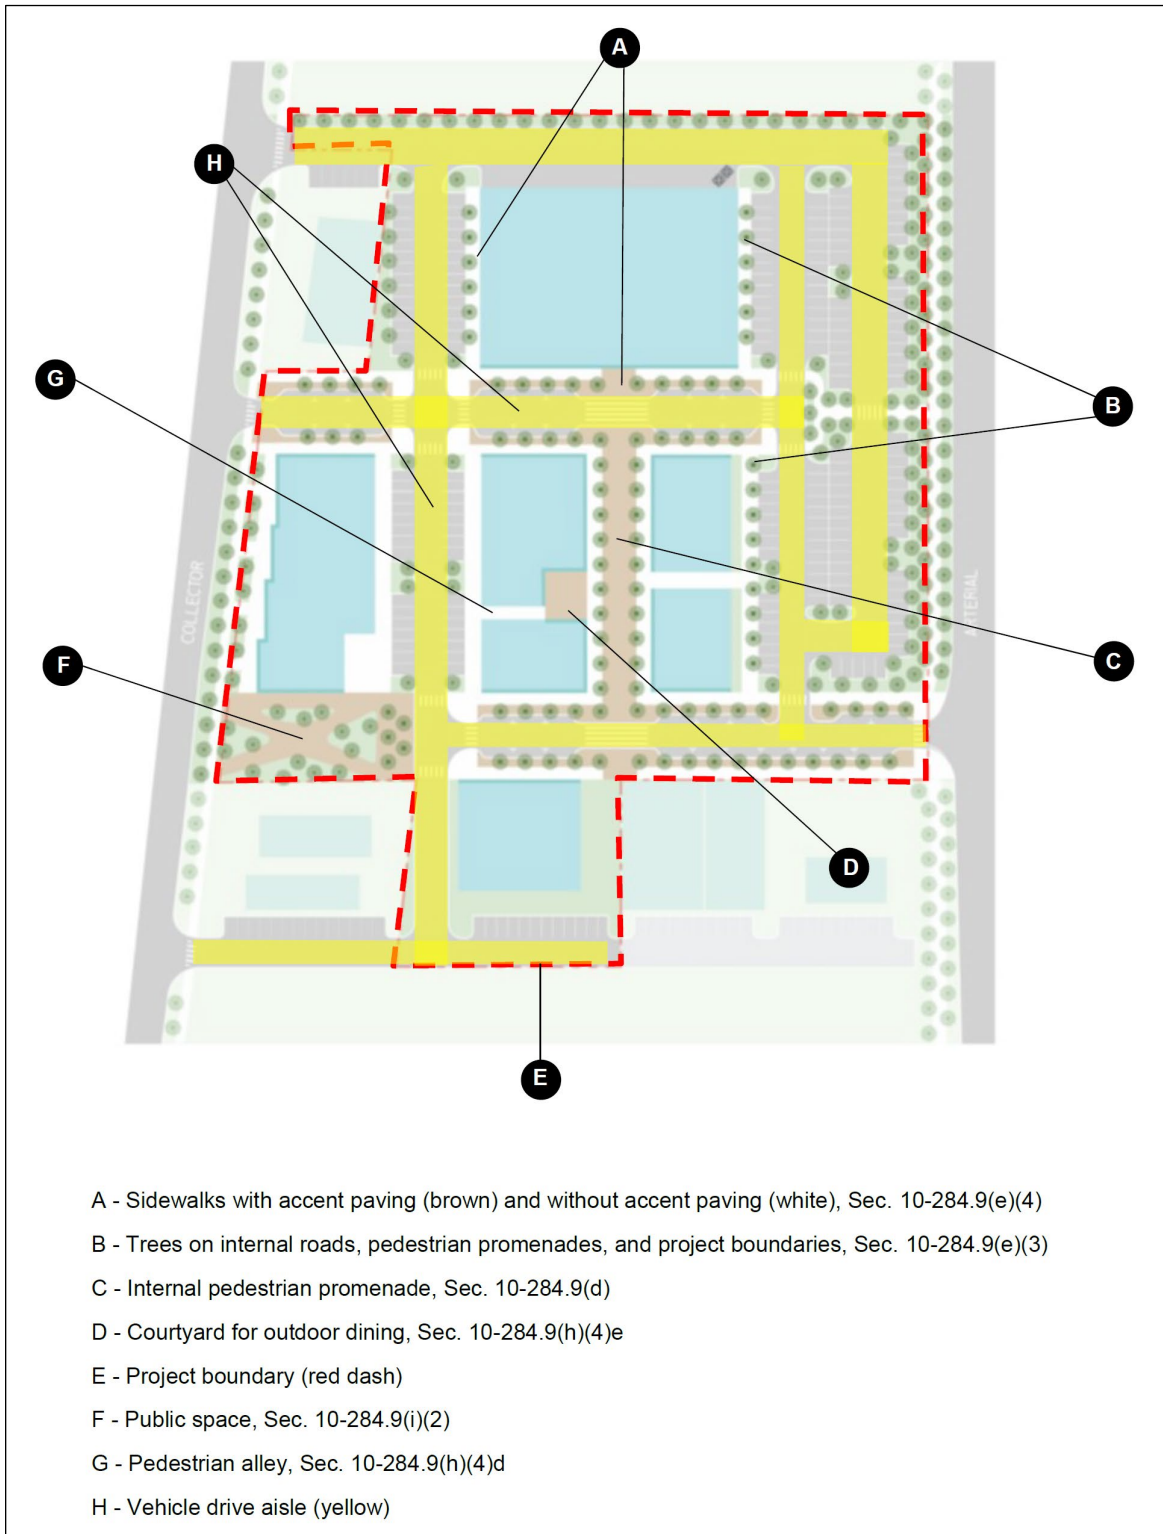 A
H
G
B
COLLECTOR
ARTERIAL
F
C
D
E
A - Sidewalks with accent paving (brown) and without accent paving (white), Sec. 10-284.9(e)(4)
B - Trees on internal roads, pedestrian promenades, and project boundaries, Sec. 10-284.9(e)(3)
C - Internal pedestrian promenade, Sec. 10-284.9(d)
D - Courtyard for outdoor dining, Sec. 10-284.9(h)(4)e
E - Project boundary (red dash)
F - Public space, Sec. 10-284.9(i)(2)
G - Pedestrian alley, Sec. 10-284.9(h)(4)d
H - Vehicle drive aisle (yellow)